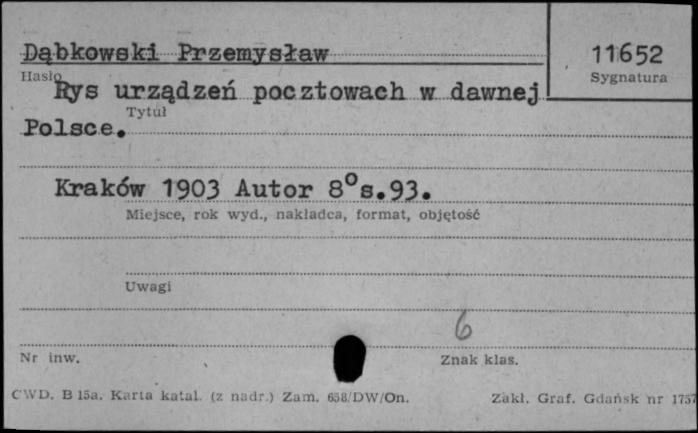 Dąbkowski Przemysław
11652
Hasło
Sygnatura
Rys urządzeń pocztowach w dawnej
Tytuł
Polsce.
Kraków 1903 Autor 8° s.93.
Miejsce, rok wyd., nakładca, format, objętość
Uwagi
6
Nr inw.
Znak klas.
CWD. B 15a. Karta katal. (z nadr.) Zam. 658/DW/On.
Zakł. Graf. Gdańsk nr 1757